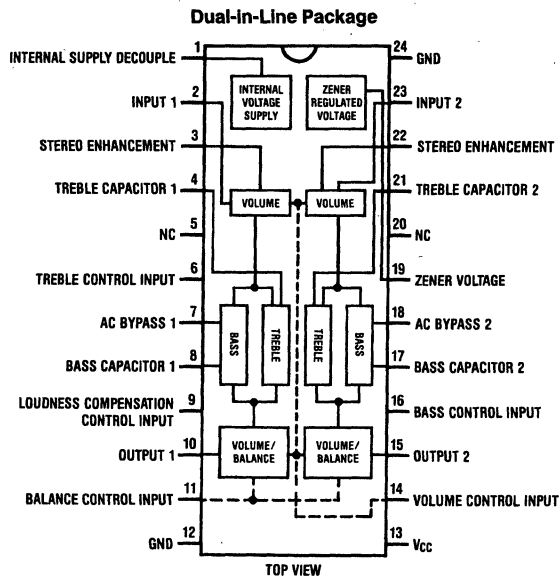 Dual-in-Line Package
1
INTERNAL SUPPLY DECOUPLE
24
GND
INTERNAL
VOLTAGE
SUPPLY
ZENER
REGULATED
VOLTAGE
2
INPUT 1
23
INPUT 2
3
STEREO ENHANCEMENT
22
STEREO ENHANCEMENT
4
TREBLE CAPACITOR 1
21
TREBLE CAPACITOR 2
VOLUME
VOLUME
5
NC
20
NC
6
TREBLE CONTROL INPUT
19
ZENER VOLTAGE
7
AC BYPASS 1
18
AC BYPASS 2
BASS
TREBLE
TREBLE
BASS
8
BASS CAPACITOR 1
17
BASS CAPACITOR 2
9
LOUDNESS COMPENSATION
CONTROL INPUT
16
BASS CONTROL INPUT
10
OUTPUT 1
VOLUME/
BALANCE
VOLUME/
BALANCE
15
OUTPUT 2
11
BALANCE CONTROL INPUT
14
VOLUME CONTROL INPUT
12
GND
13
VCC
TOP VIEW